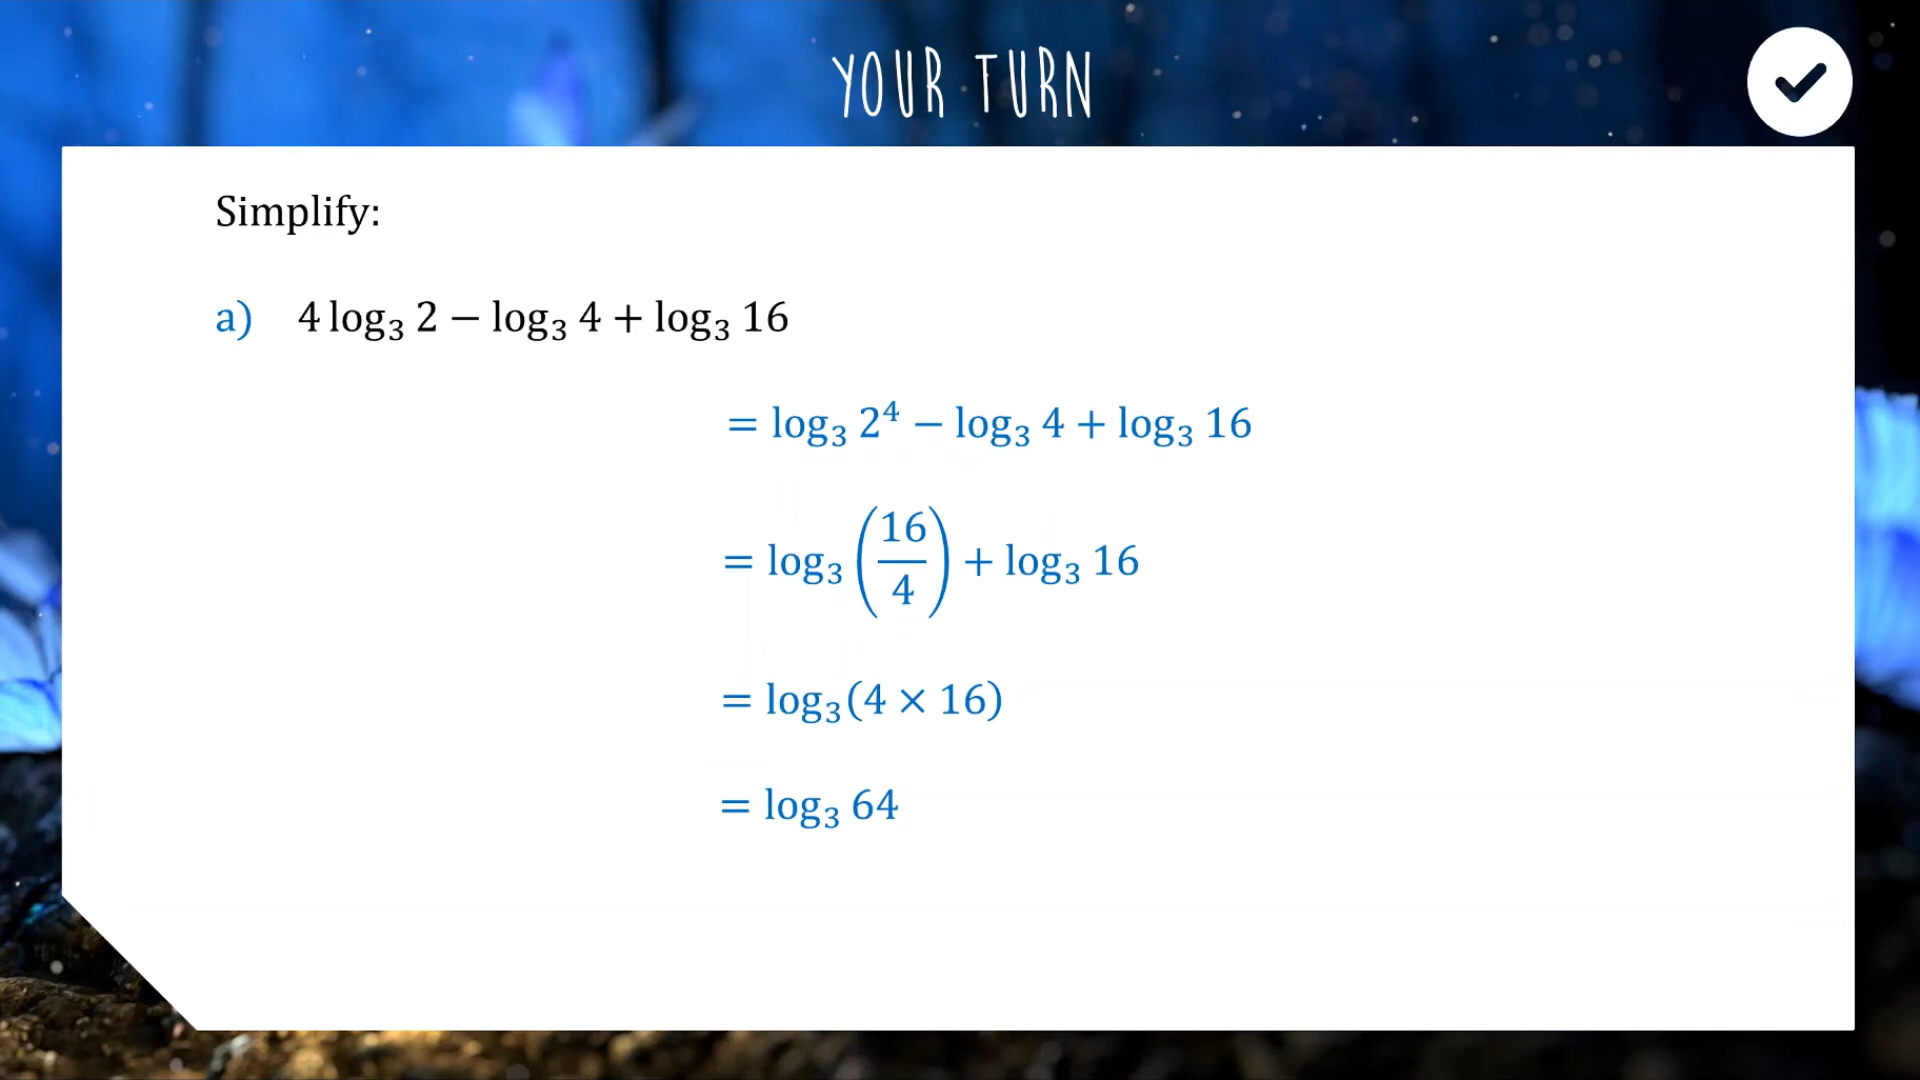 YOUR TURN
Simplify:
a) 4 log₃ 2 − log₃ 4 + log₃ 16
= log₃ 2⁴ − log₃ 4 + log₃ 16
= log₃ (16/4) + log₃ 16
= log₃(4 × 16)
= log₃ 64